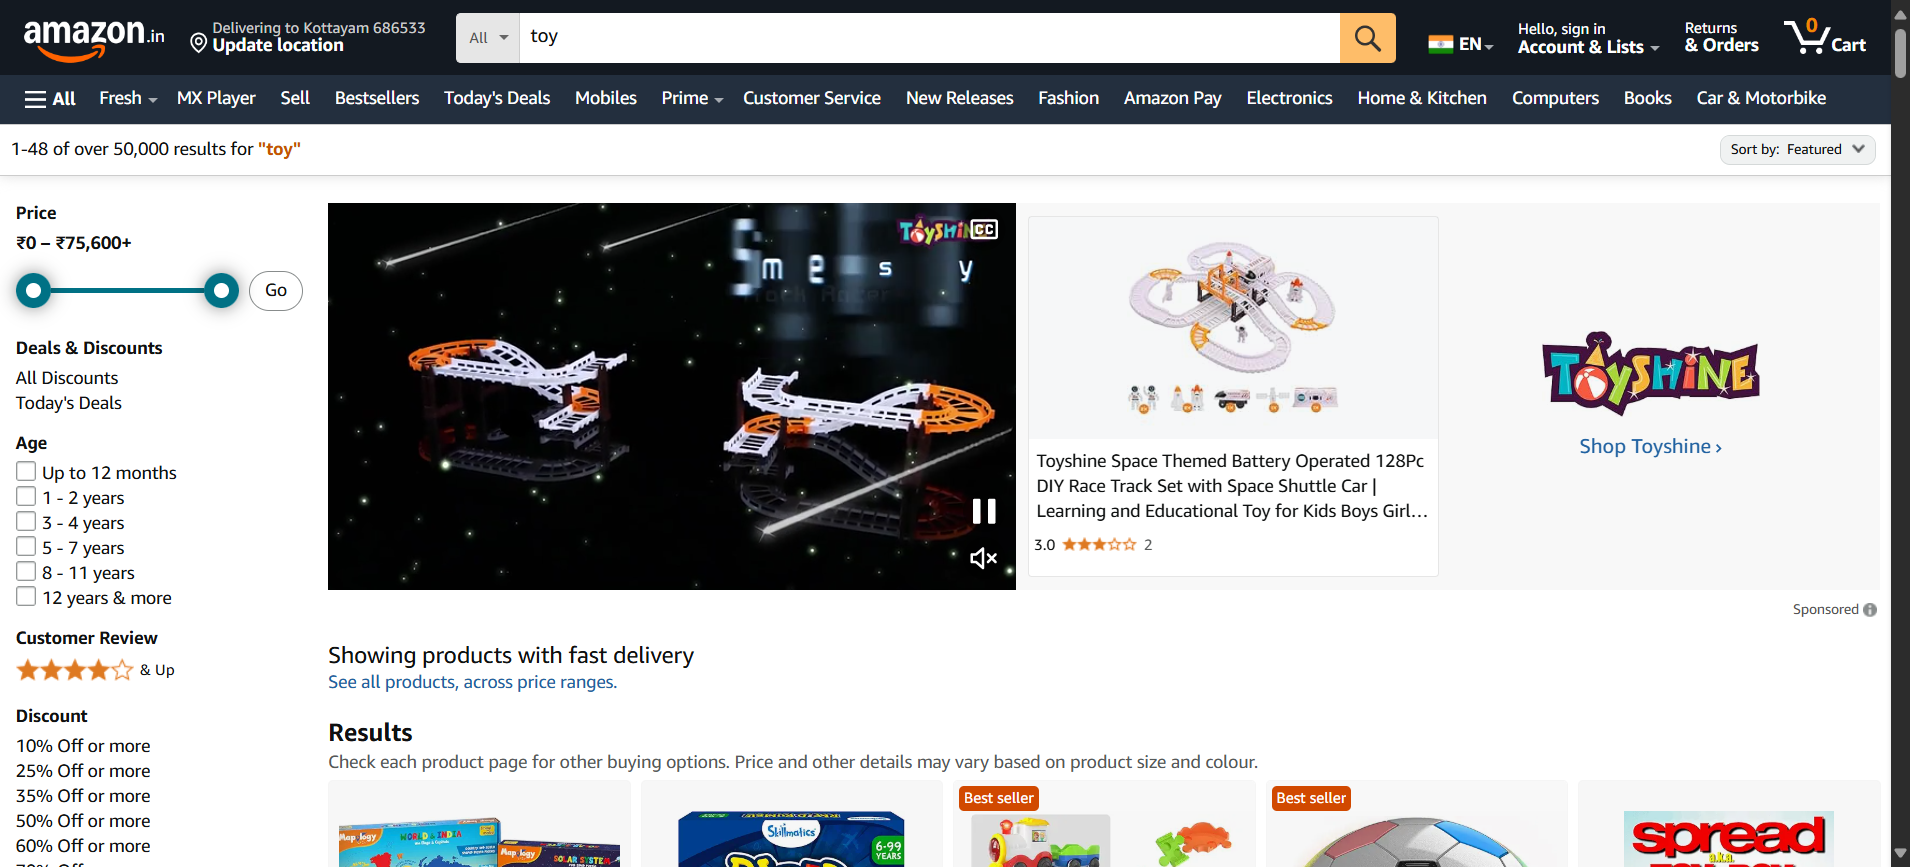 amazon.in
Delivering to Kottayam 686533
Update location
All
toy
EN
Hello, sign in
Account & Lists
Returns
& Orders
0
Cart
All
Fresh
MX Player
Sell
Bestsellers
Today's Deals
Mobiles
Prime
Customer Service
New Releases
Fashion
Amazon Pay
Electronics
Home & Kitchen
Computers
Books
Car & Motorbike
1-48 of over 50,000 results for "toy"
Sort by: Featured
Price
₹0 – ₹75,600+
Go
Deals & Discounts
All Discounts
Today's Deals
Age
Up to 12 months
1 - 2 years
3 - 4 years
5 - 7 years
8 - 11 years
12 years & more
Customer Review
& Up
Discount
10% Off or more
25% Off or more
35% Off or more
50% Off or more
60% Off or more
CC
TOYSHINE
Shop Toyshine ›
Toyshine Space Themed Battery Operated 128Pc
DIY Race Track Set with Space Shuttle Car |
Learning and Educational Toy for Kids Boys Girl…
3.0
2
Sponsored
Showing products with fast delivery
See all products, across price ranges.
Results
Check each product page for other buying options. Price and other details may vary based on product size and colour.
Map ology
WORLD & INDIA
Map ology
SOLAR SYSTEM
Skillmatics
6-99
YEARS
Best seller
Best seller
spread
a.k.a.